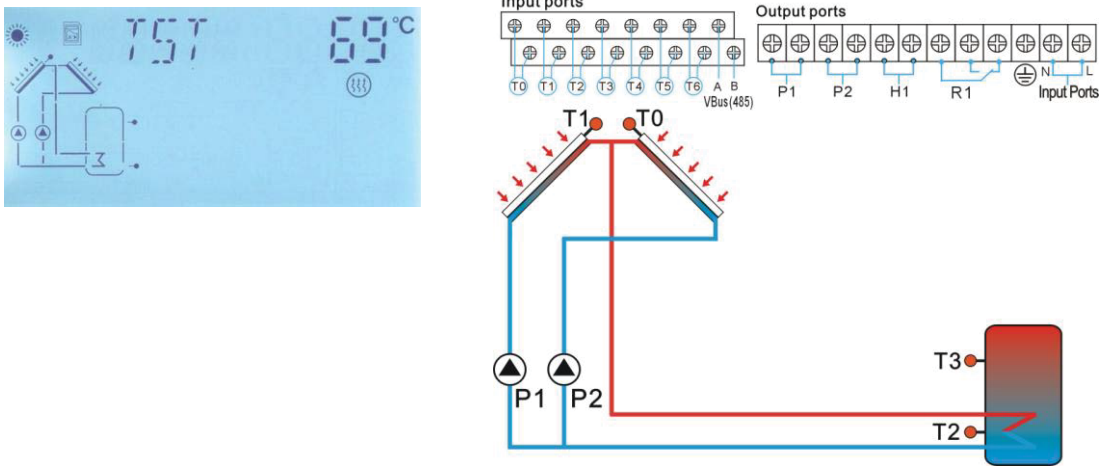 TST 69°C
Input ports
T0 T1 T2 T3 T4 T5 T6 A B
VBus(485)
Output ports
P1 P2 H1 R1 N L
Input Ports
T1 T0
P1 P2
T3
T2